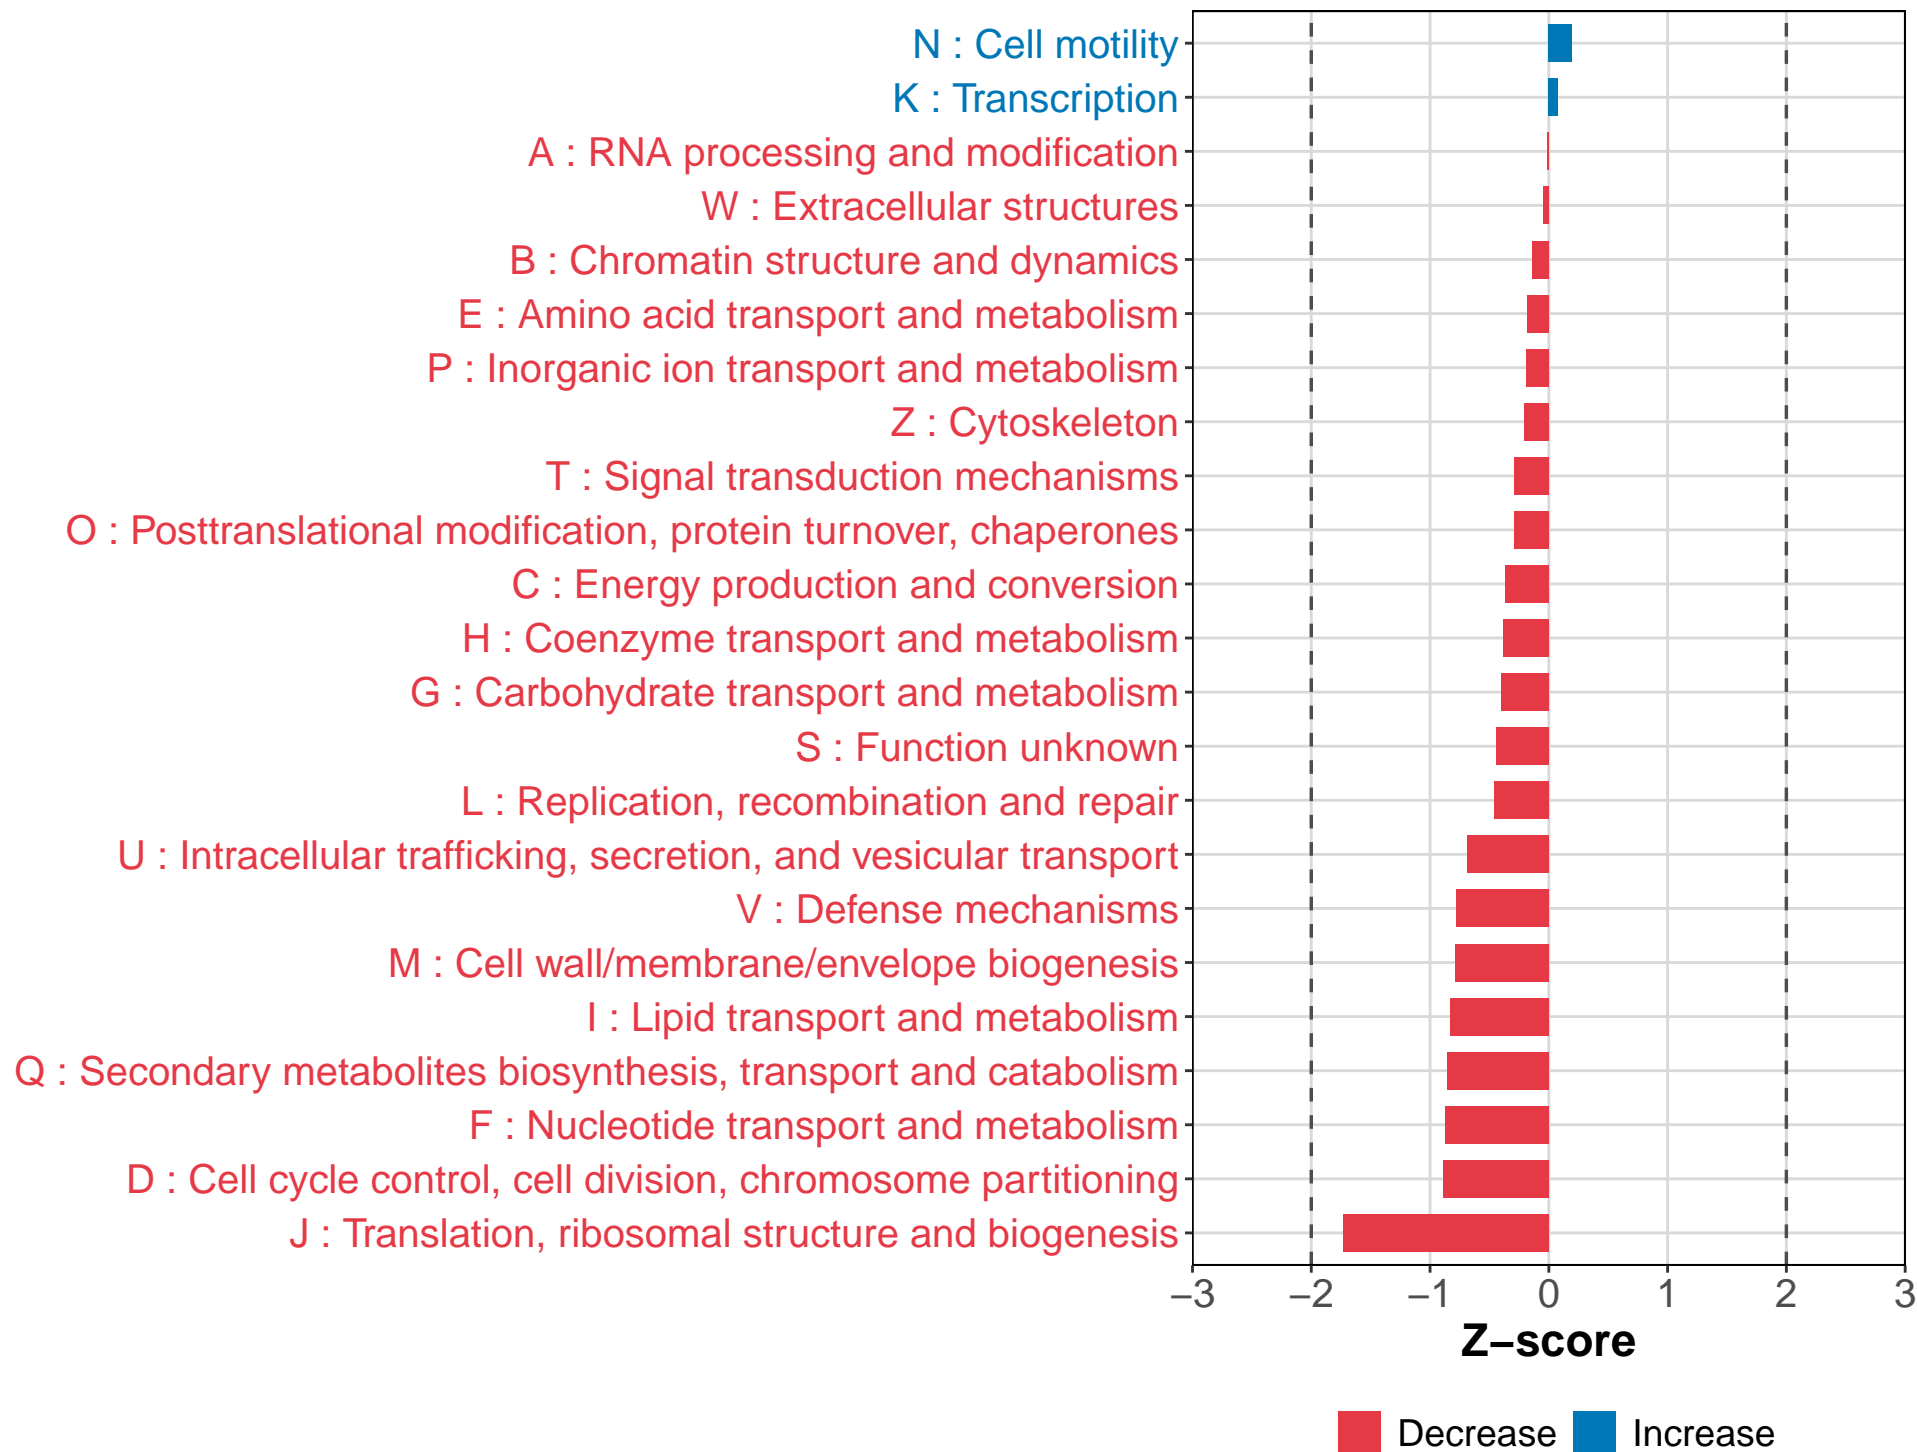 N : Cell motility
K : Transcription
A : RNA processing and modification
W : Extracellular structures
B : Chromatin structure and dynamics
E : Amino acid transport and metabolism
P : Inorganic ion transport and metabolism
Z : Cytoskeleton
T : Signal transduction mechanisms
O : Posttranslational modification, protein turnover, chaperones
C : Energy production and conversion
H : Coenzyme transport and metabolism
G : Carbohydrate transport and metabolism
S : Function unknown
L : Replication, recombination and repair
U : Intracellular trafficking, secretion, and vesicular transport
V : Defense mechanisms
M : Cell wall/membrane/envelope biogenesis
I : Lipid transport and metabolism
Q : Secondary metabolites biosynthesis, transport and catabolism
F : Nucleotide transport and metabolism
D : Cell cycle control, cell division, chromosome partitioning
J : Translation, ribosomal structure and biogenesis
−3 −2 −1 0 1 2 3
Z−score
Decrease Increase